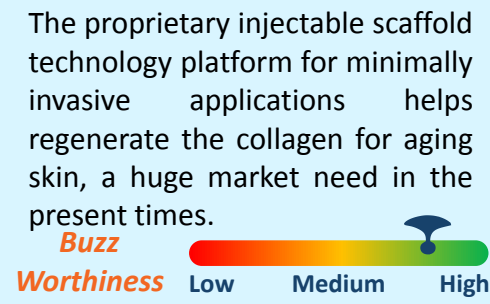 The proprietary injectable scaffold
technology platform for minimally
invasive applications helps
regenerate the collagen for aging
skin, a huge market need in the
present times.
Buzz
Worthiness Low Medium High